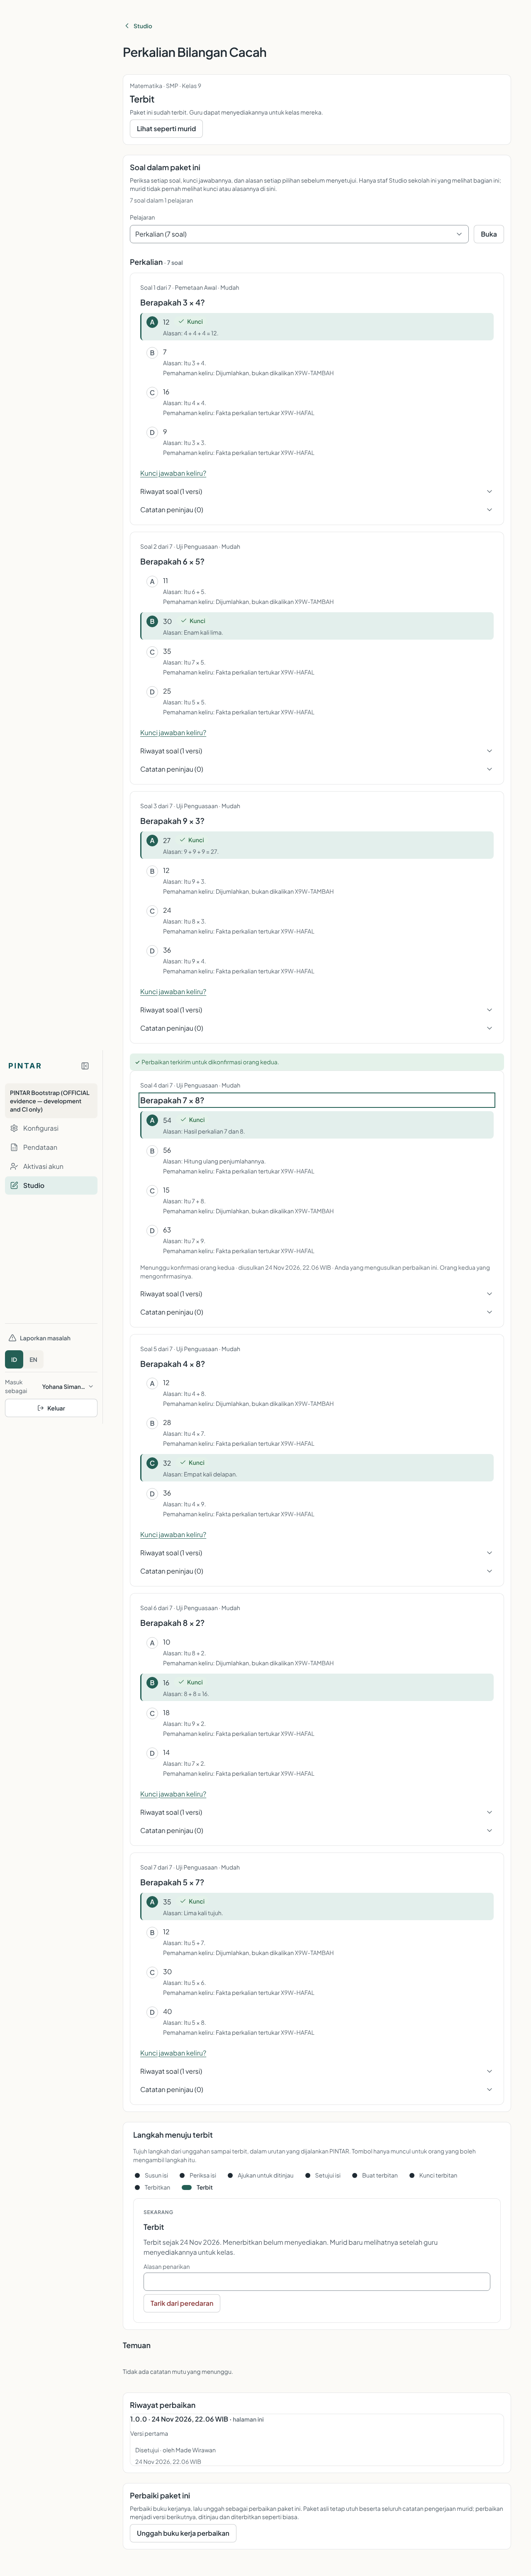 Studio
Perkalian Bilangan Cacah
Matematika · SMP · Kelas 9
Terbit
Paket ini sudah terbit. Guru dapat menyediakannya untuk kelas mereka.
Lihat seperti murid
Soal dalam paket ini
Periksa setiap soal, kunci jawabannya, dan alasan setiap pilihan sebelum menyetujui. Hanya staf Studio sekolah ini yang melihat bagian ini; murid tidak pernah melihat kunci atau alasannya di sini.
7 soal dalam 1 pelajaran
Pelajaran
Perkalian (7 soal)
Buka
Perkalian · 7 soal
Soal 1 dari 7 · Pemetaan Awal · Mudah
Berapakah 3 × 4?
A 12 Kunci
Alasan: 4 + 4 + 4 = 12.
B 7
Alasan: Itu 3 + 4.
Pemahaman keliru: Dijumlahkan, bukan dikalikan X9W-TAMBAH
C 16
Alasan: Itu 4 × 4.
Pemahaman keliru: Fakta perkalian tertukar X9W-HAFAL
D 9
Alasan: Itu 3 × 3.
Pemahaman keliru: Fakta perkalian tertukar X9W-HAFAL
Kunci jawaban keliru?
Riwayat soal (1 versi)
Catatan peninjau (0)
Soal 2 dari 7 · Uji Penguasaan · Mudah
Berapakah 6 × 5?
A 11
Alasan: Itu 6 + 5.
Pemahaman keliru: Dijumlahkan, bukan dikalikan X9W-TAMBAH
B 30 Kunci
Alasan: Enam kali lima.
C 35
Alasan: Itu 7 × 5.
Pemahaman keliru: Fakta perkalian tertukar X9W-HAFAL
D 25
Alasan: Itu 5 × 5.
Pemahaman keliru: Fakta perkalian tertukar X9W-HAFAL
Kunci jawaban keliru?
Riwayat soal (1 versi)
Catatan peninjau (0)
Soal 3 dari 7 · Uji Penguasaan · Mudah
Berapakah 9 × 3?
A 27 Kunci
Alasan: 9 + 9 + 9 = 27.
B 12
Alasan: Itu 9 + 3.
Pemahaman keliru: Dijumlahkan, bukan dikalikan X9W-TAMBAH
C 24
Alasan: Itu 8 × 3.
Pemahaman keliru: Fakta perkalian tertukar X9W-HAFAL
D 36
Alasan: Itu 9 × 4.
Pemahaman keliru: Fakta perkalian tertukar X9W-HAFAL
Kunci jawaban keliru?
Riwayat soal (1 versi)
Catatan peninjau (0)
PINTAR
PINTAR Bootstrap (OFFICIAL evidence — development and CI only)
Konfigurasi
Pendataan
Aktivasi akun
Studio
Laporkan masalah
ID EN
Masuk sebagai Yohana Siman...
Keluar
Perbaikan terkirim untuk dikonfirmasi orang kedua.
Soal 4 dari 7 · Uji Penguasaan · Mudah
Berapakah 7 × 8?
A 54 Kunci
Alasan: Hasil perkalian 7 dan 8.
B 56
Alasan: Hitung ulang penjumlahannya.
Pemahaman keliru: Fakta perkalian tertukar X9W-HAFAL
C 15
Alasan: Itu 7 + 8.
Pemahaman keliru: Dijumlahkan, bukan dikalikan X9W-TAMBAH
D 63
Alasan: Itu 7 × 9.
Pemahaman keliru: Fakta perkalian tertukar X9W-HAFAL
Menunggu konfirmasi orang kedua · diusulkan 24 Nov 2026, 22.06 WIB · Anda yang mengusulkan perbaikan ini. Orang kedua yang mengonfirmasinya.
Riwayat soal (1 versi)
Catatan peninjau (0)
Soal 5 dari 7 · Uji Penguasaan · Mudah
Berapakah 4 × 8?
A 12
Alasan: Itu 4 + 8.
Pemahaman keliru: Dijumlahkan, bukan dikalikan X9W-TAMBAH
B 28
Alasan: Itu 4 × 7.
Pemahaman keliru: Fakta perkalian tertukar X9W-HAFAL
C 32 Kunci
Alasan: Empat kali delapan.
D 36
Alasan: Itu 4 × 9.
Pemahaman keliru: Fakta perkalian tertukar X9W-HAFAL
Kunci jawaban keliru?
Riwayat soal (1 versi)
Catatan peninjau (0)
Soal 6 dari 7 · Uji Penguasaan · Mudah
Berapakah 8 × 2?
A 10
Alasan: Itu 8 + 2.
Pemahaman keliru: Dijumlahkan, bukan dikalikan X9W-TAMBAH
B 16 Kunci
Alasan: 8 + 8 = 16.
C 18
Alasan: Itu 9 × 2.
Pemahaman keliru: Fakta perkalian tertukar X9W-HAFAL
D 14
Alasan: Itu 7 × 2.
Pemahaman keliru: Fakta perkalian tertukar X9W-HAFAL
Kunci jawaban keliru?
Riwayat soal (1 versi)
Catatan peninjau (0)
Soal 7 dari 7 · Uji Penguasaan · Mudah
Berapakah 5 × 7?
A 35 Kunci
Alasan: Lima kali tujuh.
B 12
Alasan: Itu 5 + 7.
Pemahaman keliru: Dijumlahkan, bukan dikalikan X9W-TAMBAH
C 30
Alasan: Itu 5 × 6.
Pemahaman keliru: Fakta perkalian tertukar X9W-HAFAL
D 40
Alasan: Itu 5 × 8.
Pemahaman keliru: Fakta perkalian tertukar X9W-HAFAL
Kunci jawaban keliru?
Riwayat soal (1 versi)
Catatan peninjau (0)
Langkah menuju terbit
Tujuh langkah dari unggahan sampai terbit, dalam urutan yang dijalankan PINTAR. Tombol hanya muncul untuk orang yang boleh mengambil langkah itu.
Susun isi Periksa isi Ajukan untuk ditinjau Setujui isi Buat terbitan Kunci terbitan
Terbitkan Terbit
SEKARANG
Terbit
Terbit sejak 24 Nov 2026. Menerbitkan belum menyediakan. Murid baru melihatnya setelah guru menyediakannya untuk kelas.
Alasan penarikan
Tarik dari peredaran
Temuan
Tidak ada catatan mutu yang menunggu.
Riwayat perbaikan
1.0.0 · 24 Nov 2026, 22.06 WIB · halaman ini
Versi pertama
Disetujui · oleh Made Wirawan
24 Nov 2026, 22.06 WIB
Perbaiki paket ini
Perbaiki buku kerjanya, lalu unggah sebagai perbaikan paket ini. Paket asli tetap utuh beserta seluruh catatan pengerjaan murid; perbaikan menjadi versi berikutnya, ditinjau dan diterbitkan seperti biasa.
Unggah buku kerja perbaikan